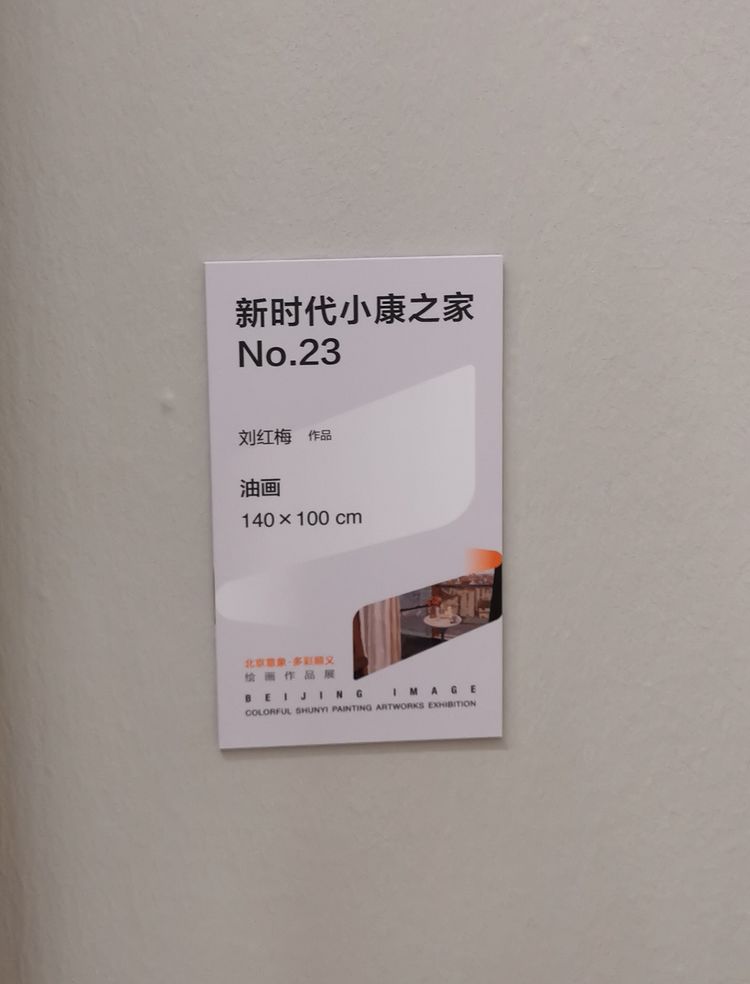 新时代小康之家
No.23
刘红梅 作品
油画
140×100 cm
北京意象·多彩顺义
绘画作品展
BEIJING IMAGE
COLORFUL SHUNYI PAINTING ARTWORKS EXHIBITION